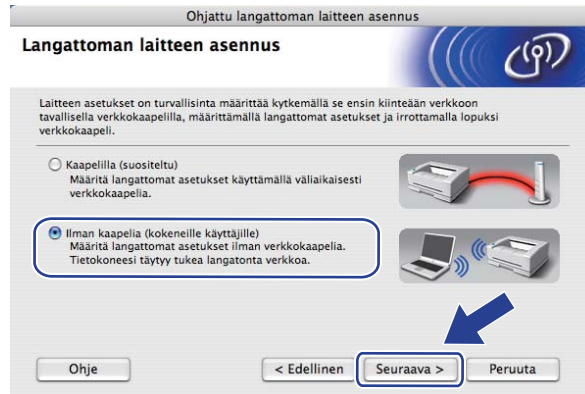 Ohjattu langattoman laitteen asennus
Langattoman laitteen asennus
Laitteen asetukset on turvallisinta määrittää kytkemällä se ensin kiinteään verkkoon
tavallisella verkkokaapelilla, määrittämällä langattomat asetukset ja irrottamalla lopuksi
verkkokaapeli.
Kaapelilla (suositeltu)
Määritä langattomat asetukset käyttämällä väliaikaisesti
verkkokaapelia.
Ilman kaapelia (kokeneille käyttäjille)
Määritä langattomat asetukset ilman verkkokaapelia.
Tietokoneesi täytyy tukea langatonta verkkoa.
Ohje
< Edellinen
Seuraava >
Peruuta